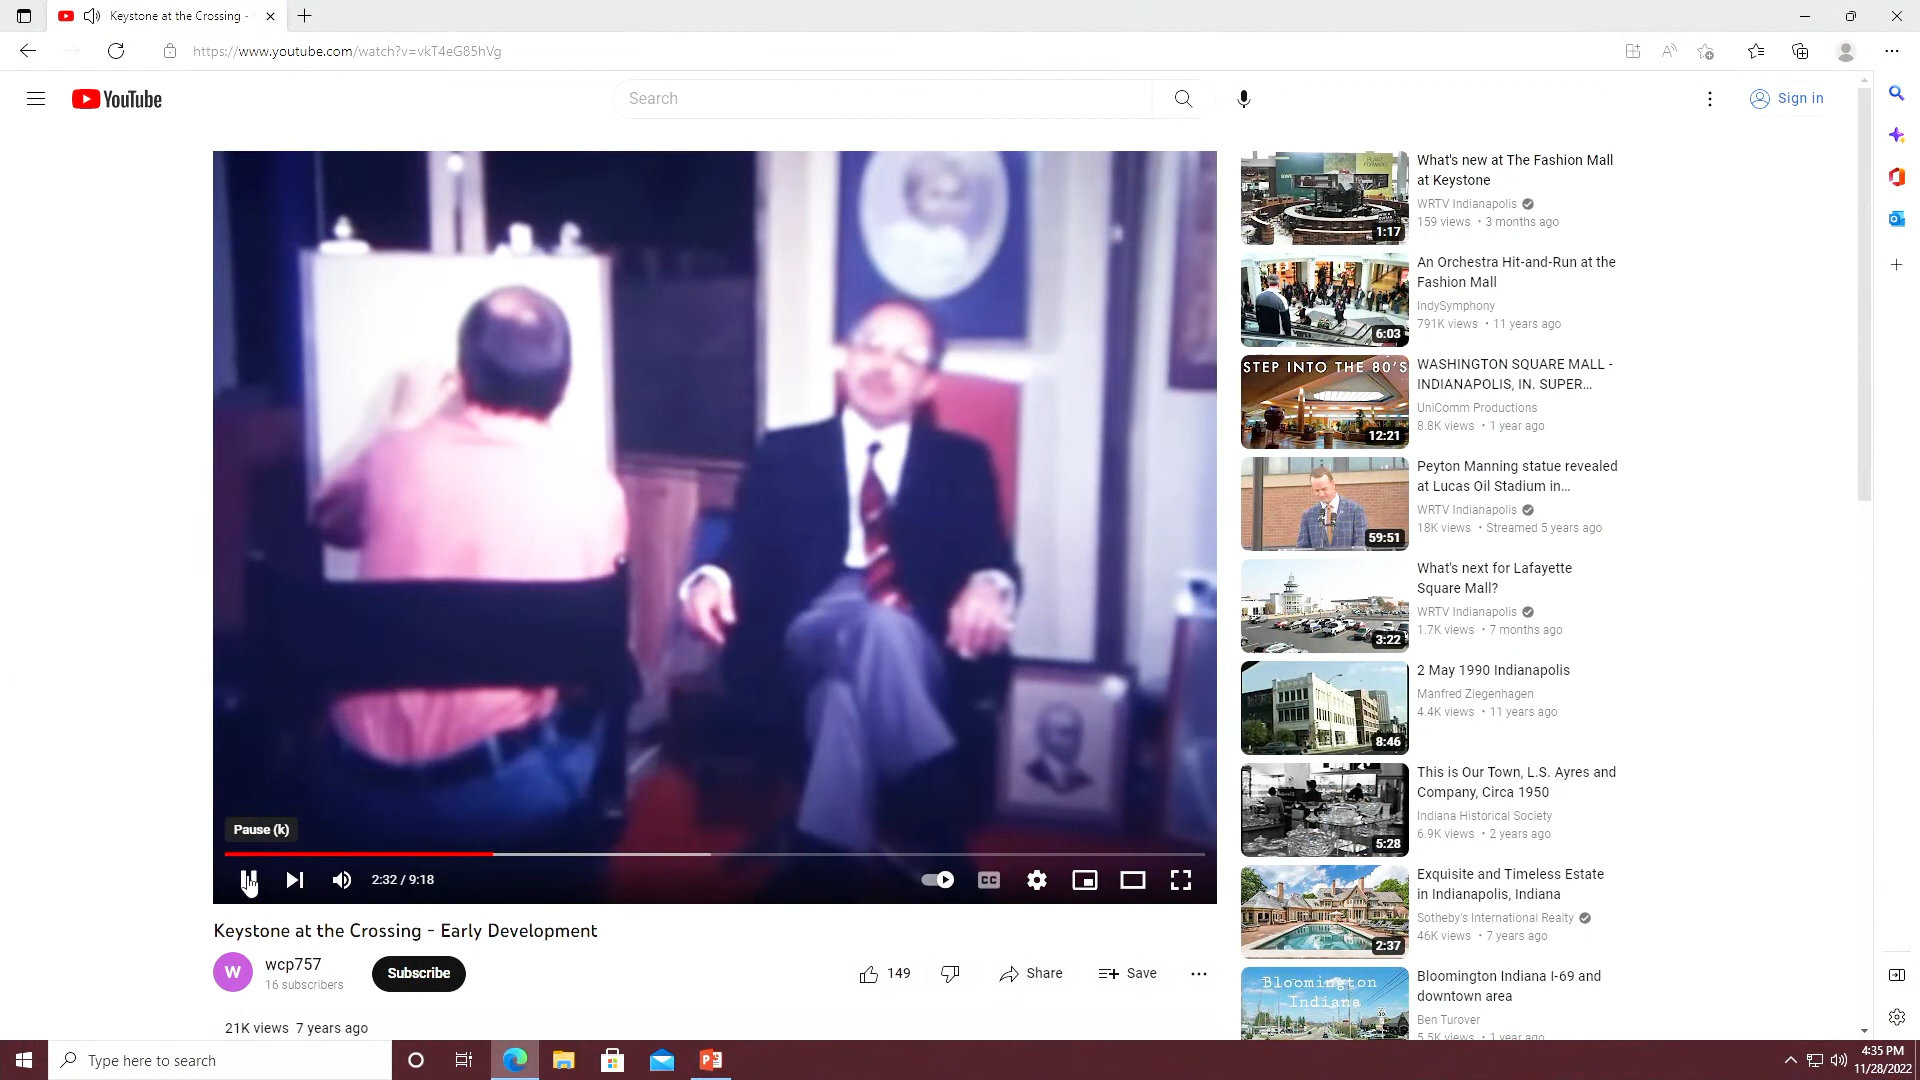 Keystone at the Crossing -
https://www.youtube.com/watch?v=vkT4eG85hVg
YouTube
Search
Sign in
Pause (k)
2:32 / 9:18
CC
Keystone at the Crossing - Early Development
W
wcp757
16 subscribers
Subscribe
149
Share
Save
21K views 7 years ago
1:17
What's new at The Fashion Mall
at Keystone
WRTV Indianapolis
159 views • 3 months ago
6:03
An Orchestra Hit-and-Run at the
Fashion Mall
IndySymphony
791K views • 11 years ago
STEP INTO THE 80'S
12:21
WASHINGTON SQUARE MALL -
INDIANAPOLIS, IN. SUPER...
UniComm Productions
8.8K views • 1 year ago
59:51
Peyton Manning statue revealed
at Lucas Oil Stadium in...
WRTV Indianapolis
18K views • Streamed 5 years ago
3:22
What's next for Lafayette
Square Mall?
WRTV Indianapolis
1.7K views • 7 months ago
8:46
2 May 1990 Indianapolis
Manfred Ziegenhagen
4.4K views • 11 years ago
5:28
This is Our Town, L.S. Ayres and
Company, Circa 1950
Indiana Historical Society
6.9K views • 2 years ago
2:37
Exquisite and Timeless Estate
in Indianapolis, Indiana
Sotheby's International Realty
46K views • 7 years ago
Bloomington
Indiana
Bloomington Indiana I-69 and
downtown area
Ben Turover
5.5K views • 1 year ago
Type here to search
4:35 PM
11/28/2022